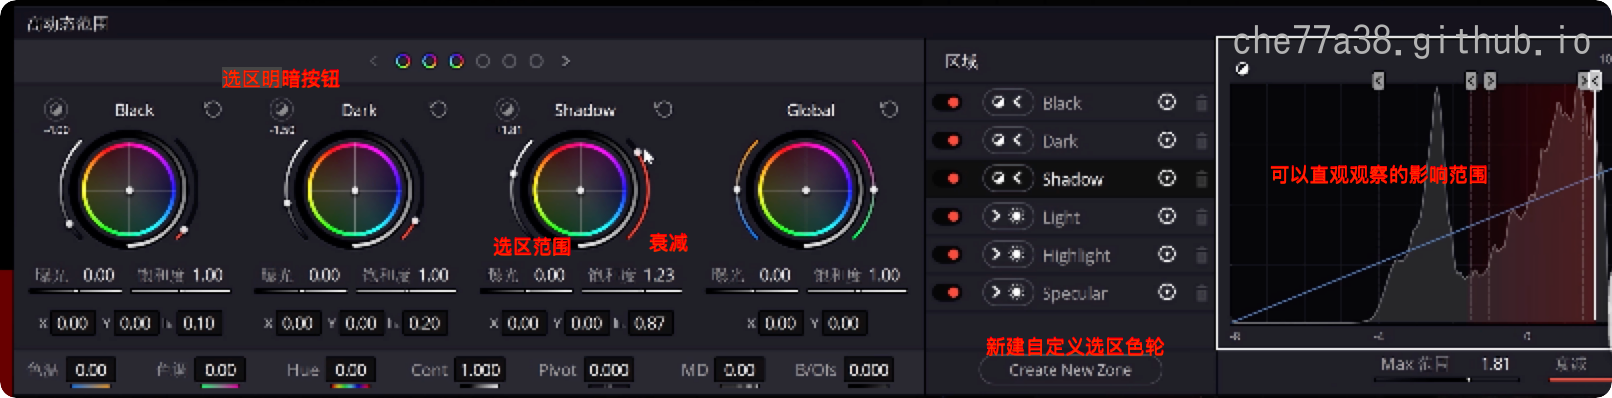 高动态范围
che77a38.github.io
选区明暗按钮
区域
10
Black
Dark
Shadow
Global
-1.00
-1.50
-1.81
选区范围
衰减
曝光 0.00 饱和度 1.00
曝光 0.00 饱和度 1.00
曝光 0.00 饱和度 1.23
曝光 0.00 饱和度 1.00
X 0.00 Y 0.00 0.10
X 0.00 Y 0.00 0.20
X 0.00 Y 0.00 0.87
X 0.00 Y 0.00
色温 0.00 色调 0.00 Hue 0.00 Cont 1.000 Pivot 0.000 MD 0.00 B/Ofs 0.000
Black
Dark
Shadow
Light
Highlight
Specular
新建自定义选区色轮
Create New Zone
可以直观观察的影响范围
-8 -4 0
Max 范围 1.81 衰减